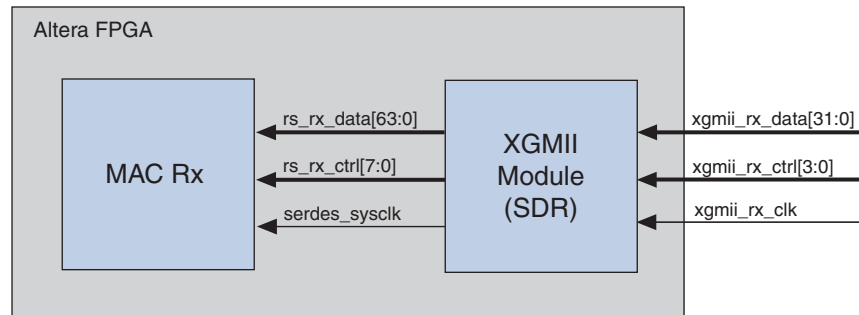 Altera FPGA
MAC Rx
rs_rx_data[63:0]
rs_rx_ctrl[7:0]
serdes_sysclk
XGMII
Module
(SDR)
xgmii_rx_data[31:0]
xgmii_rx_ctrl[3:0]
xgmii_rx_clk